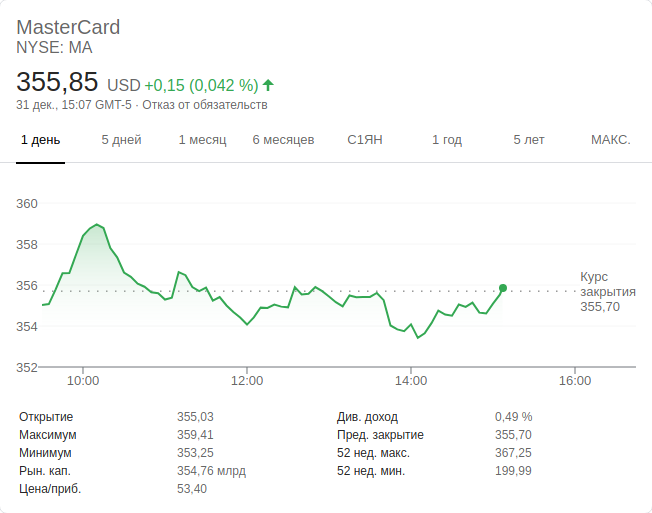 MasterCard
NYSE: MA
355,85 USD +0,15 (0,042 %)
31 дек., 15:07 GMT-5 · Отказ от обязательств
1 день 5 дней 1 месяц 6 месяцев С1ЯН 1 год 5 лет МАКС.
360
358
356
354
352
Курс
закрытия
355,70
10:00 12:00 14:00 16:00
Открытие 355,03 Див. доход 0,49 %
Максимум 359,41 Пред. закрытие 355,70
Минимум 353,25 52 нед. макс. 367,25
Рын. кап. 354,76 млрд 52 нед. мин. 199,99
Цена/приб. 53,40